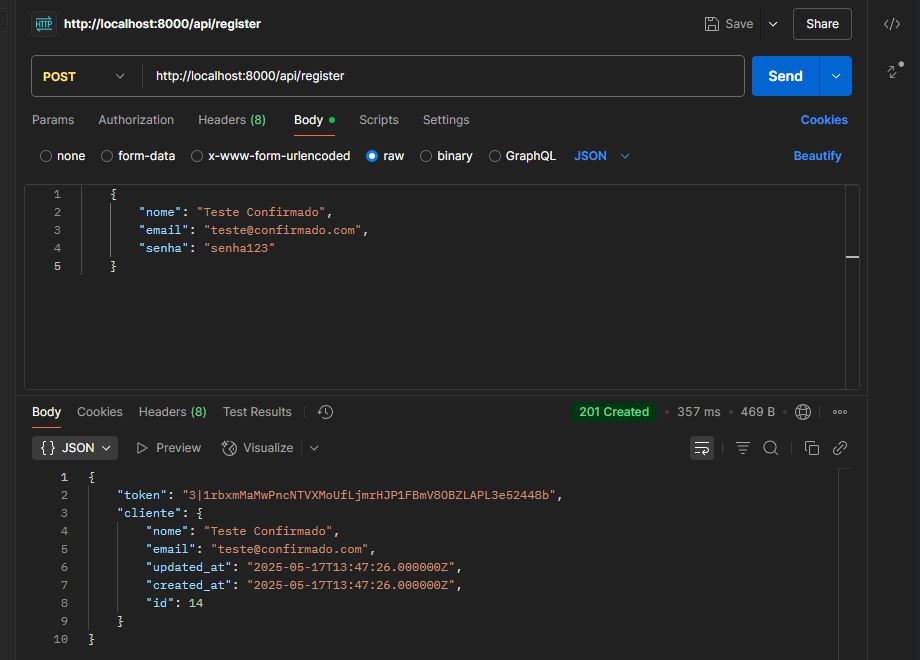 HTTP http://localhost:8000/api/register Save Share
POST http://localhost:8000/api/register Send
Params Authorization Headers (8) Body Scripts Settings Cookies
none form-data x-www-form-urlencoded raw binary GraphQL JSON Beautify
1 {
2 "nome": "Teste Confirmado",
3 "email": "teste@confirmado.com",
4 "senha": "senha123"
5 }
Body Cookies Headers (8) Test Results 201 Created • 357 ms • 469 B
{} JSON Preview Visualize
1 {
2 "token": "3|1rbxmMaMwPncNTVXMoUfLjmrHJP1FBmV8OBZLAPL3e52448b",
3 "cliente": {
4 "nome": "Teste Confirmado",
5 "email": "teste@confirmado.com",
6 "updated_at": "2025-05-17T13:47:26.000000Z",
7 "created_at": "2025-05-17T13:47:26.000000Z",
8 "id": 14
9 }
10 }